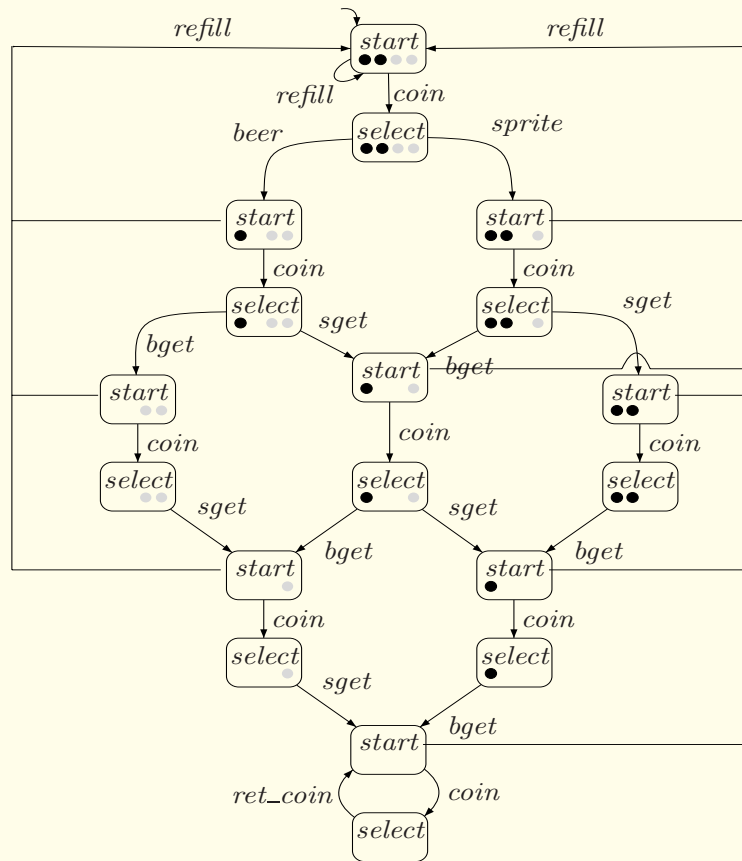 refill refill
start
refill coin
select
beer sprite
start start
coin coin
select select
sget sget
bget bget
start
start start
coin coin coin
select select select
sget bget sget bget
start start
coin coin
select select
sget bget
start
ret_coin coin
select